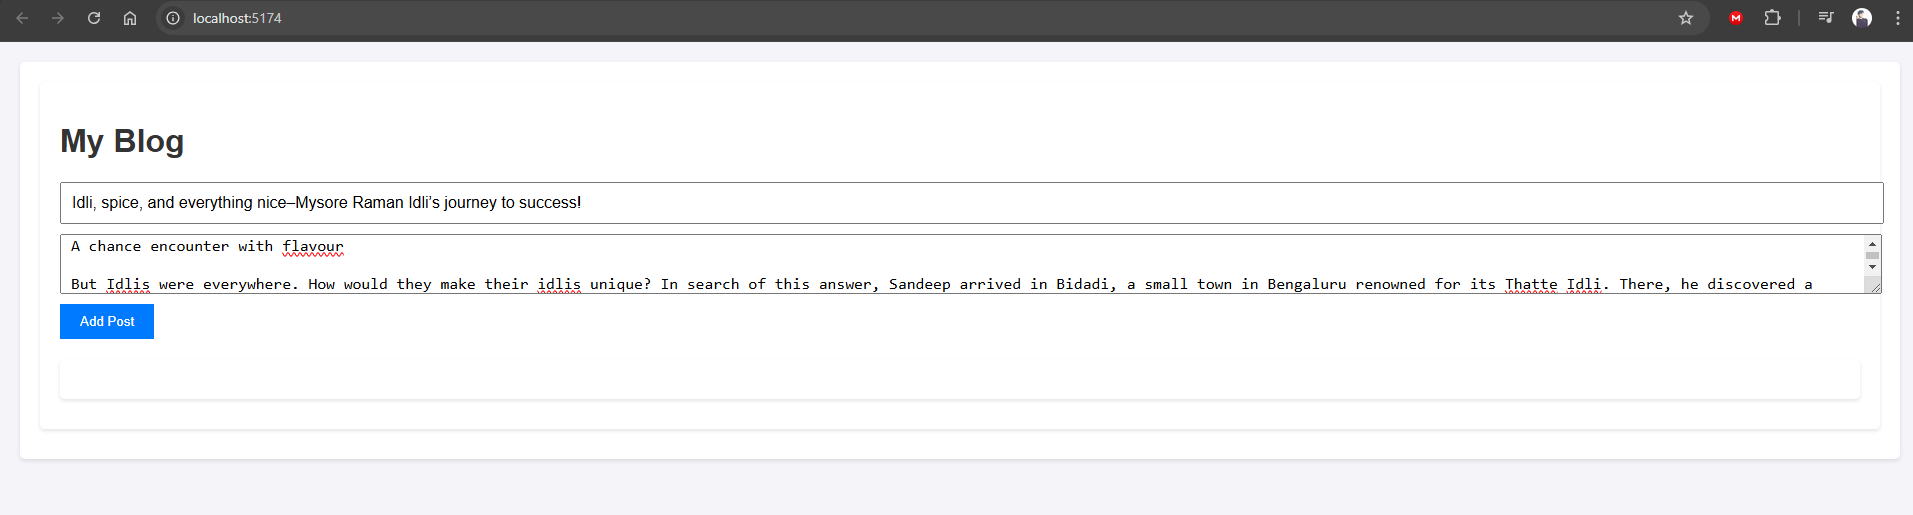 localhost:5174
My Blog
Idli, spice, and everything nice–Mysore Raman Idli’s journey to success!
A chance encounter with flavour
But Idlis were everywhere. How would they make their idlis unique? In search of this answer, Sandeep arrived in Bidadi, a small town in Bengaluru renowned for its Thatte Idli. There, he discovered a
Add Post